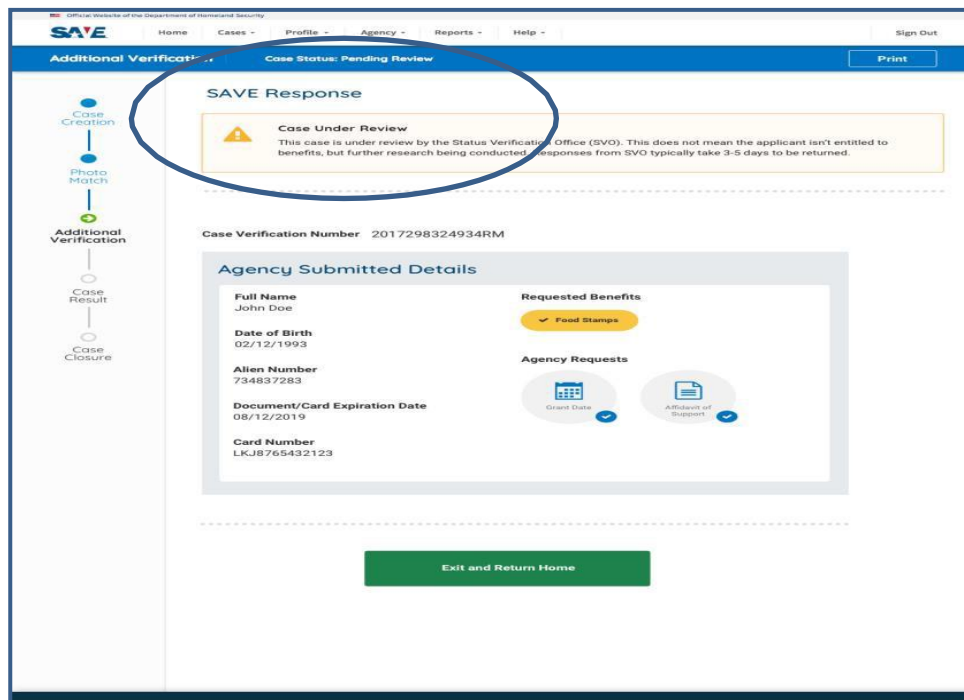 Official Website of the Department of Homeland Security
SAVE
Home Cases Profile Agency Reports Help Sign Out
Additional Verification Case Status: Pending Review Print
SAVE Response
Case Under Review
This case is under review by the Status Verification Office (SVO). This does not mean the applicant isn't entitled to
benefits, but further research being conducted. Responses from SVO typically take 3-5 days to be returned.
Case
Creation
Photo
Match
Additional
Verification
Case
Result
Case
Closure
Case Verification Number 2017298324934RM
Agency Submitted Details
Full Name
John Doe
Date of Birth
02/12/1993
Alien Number
734837283
Document/Card Expiration Date
08/12/2019
Card Number
LKJ8765432123
Requested Benefits
Food Stamps
Agency Requests
Grant Date
Affidavit of
Support
Exit and Return Home